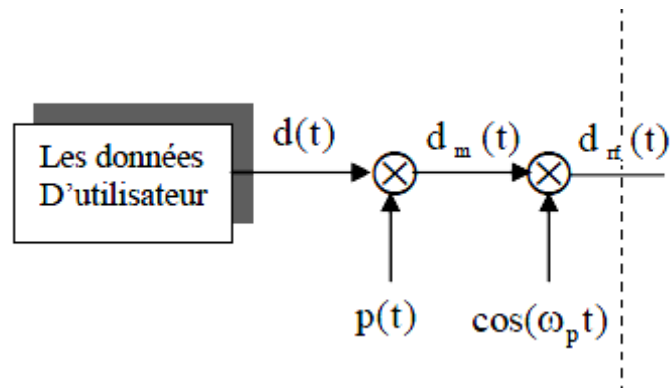 d(t) d_m(t) d_rf(t)
Les données
D'utilisateur
p(t) cos(ω_p t)